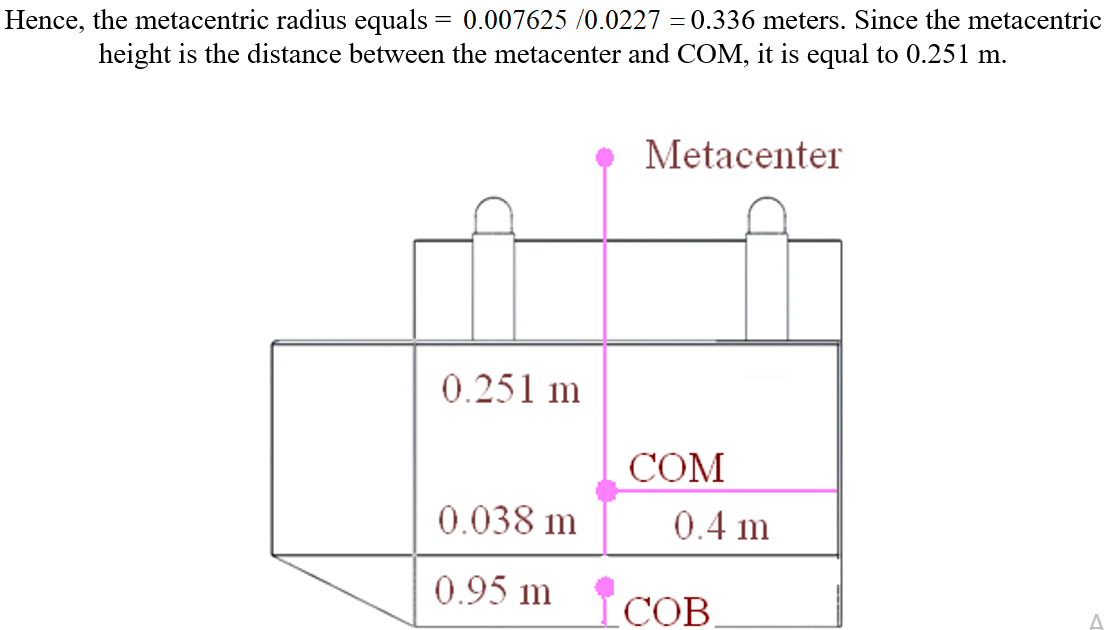 Hence, the metacentric radius equals = 0.007625 /0.0227 = 0.336 meters. Since the metacentric
height is the distance between the metacenter and COM, it is equal to 0.251 m.
Metacenter
0.251 m
COM
0.038 m
0.4 m
0.95 m
COB
A